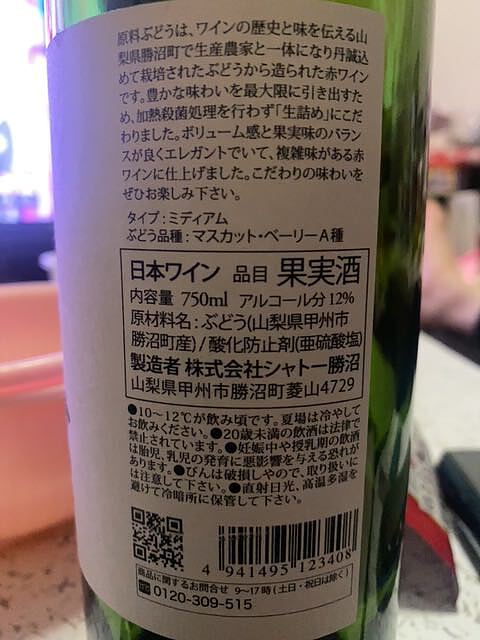 原料ぶどうは、ワインの歴史と味を伝える山
梨県勝沼町で生産農家と一体になり丹誠込
めて栽培されたぶどうから造られた赤ワイン
です。豊かな味わいを最大限に引き出すた
め、加熱殺菌処理を行わず「生詰め」にこだ
わりました。ボリューム感と果実味のバラン
スが良くエレガントでいて、複雑味がある赤
ワインに仕上げました。こだわりの味わいを
ぜひお楽しみ下さい。
タイプ:ミディアム
ぶどう品種:マスカット・ベーリーA種
日本ワイン 品目 果実酒
内容量 750ml アルコール分12%
原材料名:ぶどう(山梨県甲州市
勝沼町産)/酸化防止剤(亜硫酸塩)
製造者 株式会社シャトー勝沼
山梨県甲州市勝沼町菱山4729
●10～12℃が飲み頃です。夏場は冷やして
お飲みください。●20歳未満の飲酒は法律で
禁止されています。●妊娠中や授乳期の飲酒
は胎児、乳児の発育に悪影響を与える恐れが
あります。●びんは破損しやので、取り扱いに
は注意して下さい。●直射日光、高温多湿を
避けて冷暗所に保管して下さい。
4 941495 123408
商品に関するお問合せ 9～17時(土日・祝日は除く)
0120-309-515